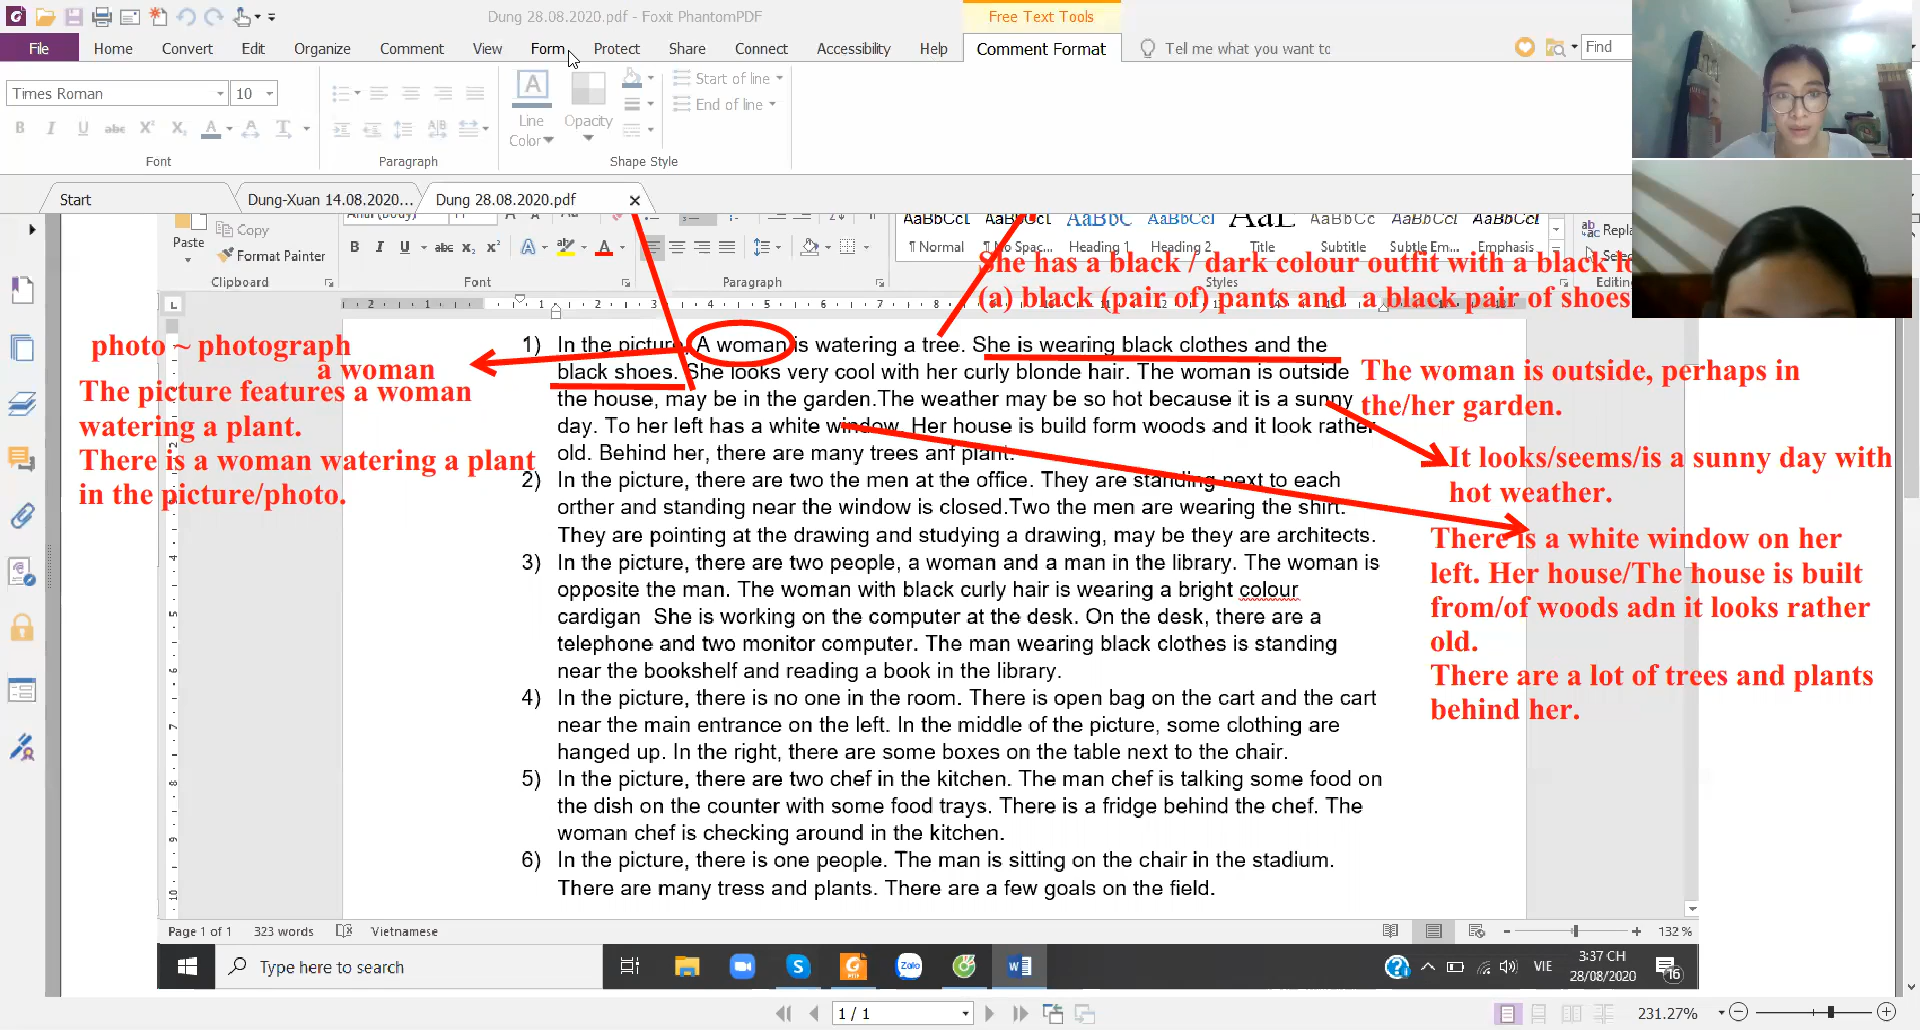 Dung 28.08.2020.pdf - Foxit PhantomPDF
Free Text Tools
File Home Convert Edit Organize Comment View Form Protect Share Connect Accessibility Help Comment Format Tell me what you want to Find
Times Roman 10
Line Color Opacity
Start of line
End of line
Font Paragraph Shape Style
Start Dung-Xuan 14.08.2020... Dung 28.08.2020.pdf
Paste Copy
Format Painter
AaBbCcI AaBbCcI AaBbC AaBbCcI AaL AaBbCcI AaBbCcI AaBbCcI
¶ Normal ¶ No Spac... Heading 1 Heading 2 Title Subtitle Subtle Em... Emphasis
Repla
Selec
Clipboard Font Paragraph Styles Editing
She has a black / dark colour outfit with a black
(a) black (pair of) pants and a black pair of shoes
photo ~ photograph
a woman
The picture features a woman
watering a plant.
There is a woman watering a plant
in the picture/photo.
1) In the picture, A woman is watering a tree. She is wearing black clothes and the
black shoes. She looks very cool with her curly blonde hair. The woman is outside
the house, may be in the garden.The weather may be so hot because it is a sunny
day. To her left has a white window. Her house is build form woods and it look rather
old. Behind her, there are many trees anf plant.
2) In the picture, there are two the men at the office. They are standing next to each
orther and standing near the window is closed.Two the men are wearing the shirt.
They are pointing at the drawing and studying a drawing, may be they are architects.
3) In the picture, there are two people, a woman and a man in the library. The woman is
opposite the man. The woman with black curly hair is wearing a bright colour
cardigan She is working on the computer at the desk. On the desk, there are a
telephone and two monitor computer. The man wearing black clothes is standing
near the bookshelf and reading a book in the library.
4) In the picture, there is no one in the room. There is open bag on the cart and the cart
near the main entrance on the left. In the middle of the picture, some clothing are
hanged up. In the right, there are some boxes on the table next to the chair.
5) In the picture, there are two chef in the kitchen. The man chef is talking some food on
the dish on the counter with some food trays. There is a fridge behind the chef. The
woman chef is checking around in the kitchen.
6) In the picture, there is one people. The man is sitting on the chair in the stadium.
There are many tress and plants. There are a few goals on the field.
The woman is outside, perhaps in
the/her garden.
It looks/seems/is a sunny day with
hot weather.
There is a white window on her
left. Her house/The house is built
from/of woods adn it looks rather
old.
There are a lot of trees and plants
behind her.
Page 1 of 1 323 words Vietnamese 132 %
Type here to search
Zalo
VIE
3:37 CH
28/08/2020
16
1 / 1
231.27%